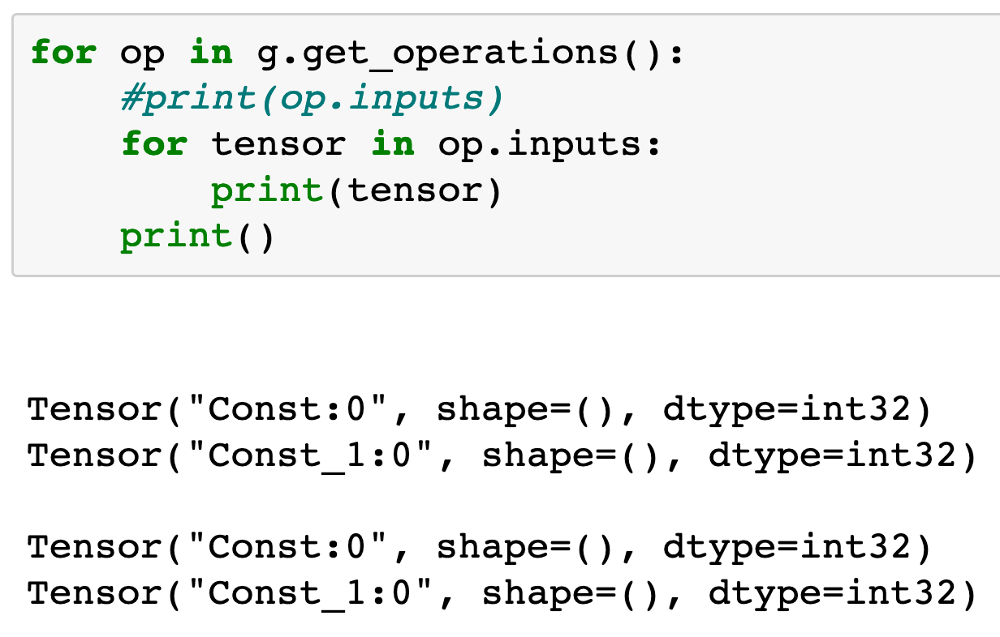 for op in g.get_operations():
    #print(op.inputs)
    for tensor in op.inputs:
        print(tensor)
    print()
Tensor("Const:0", shape=(), dtype=int32)
Tensor("Const_1:0", shape=(), dtype=int32)
Tensor("Const:0", shape=(), dtype=int32)
Tensor("Const_1:0", shape=(), dtype=int32)